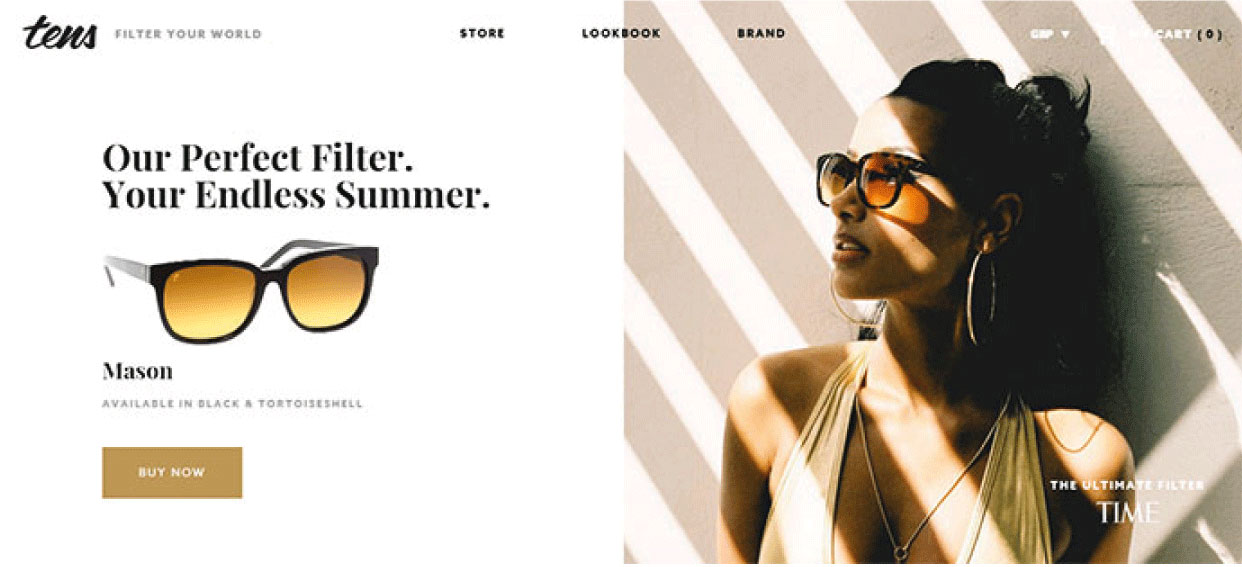 tens
FILTER YOUR WORLD
STORE
LOOKBOOK
BRAND
GBP
CART ( 0 )
Our Perfect Filter.
Your Endless Summer.
Mason
AVAILABLE IN BLACK & TORTOISESHELL
BUY NOW
THE ULTIMATE FILTER
TIME